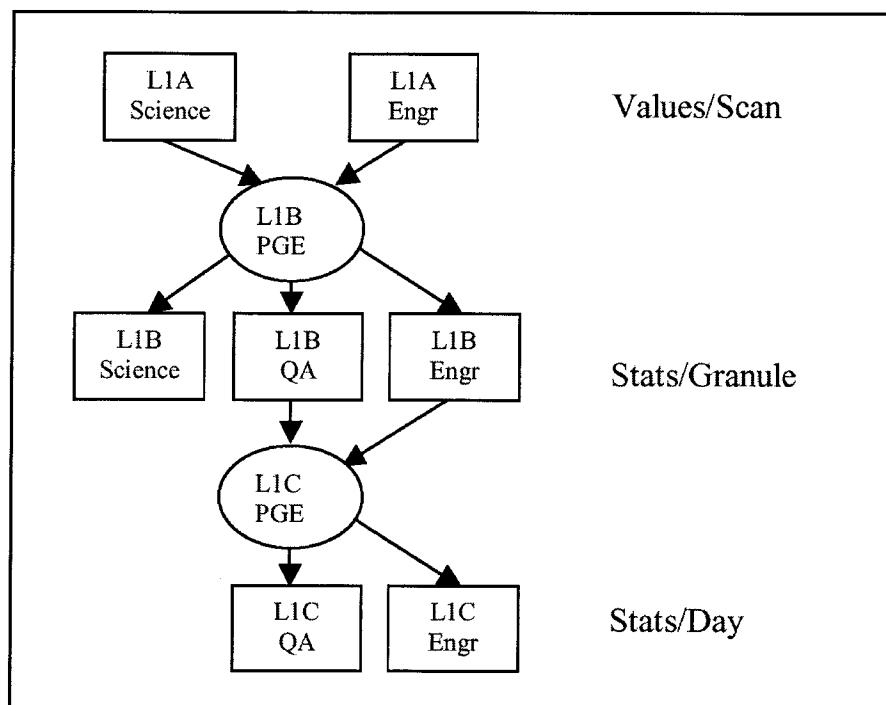 L1A
Science
L1A
Engr
Values/Scan
L1B
PGE
L1B
Science
L1B
QA
L1B
Engr
Stats/Granule
L1C
PGE
L1C
QA
L1C
Engr
Stats/Day